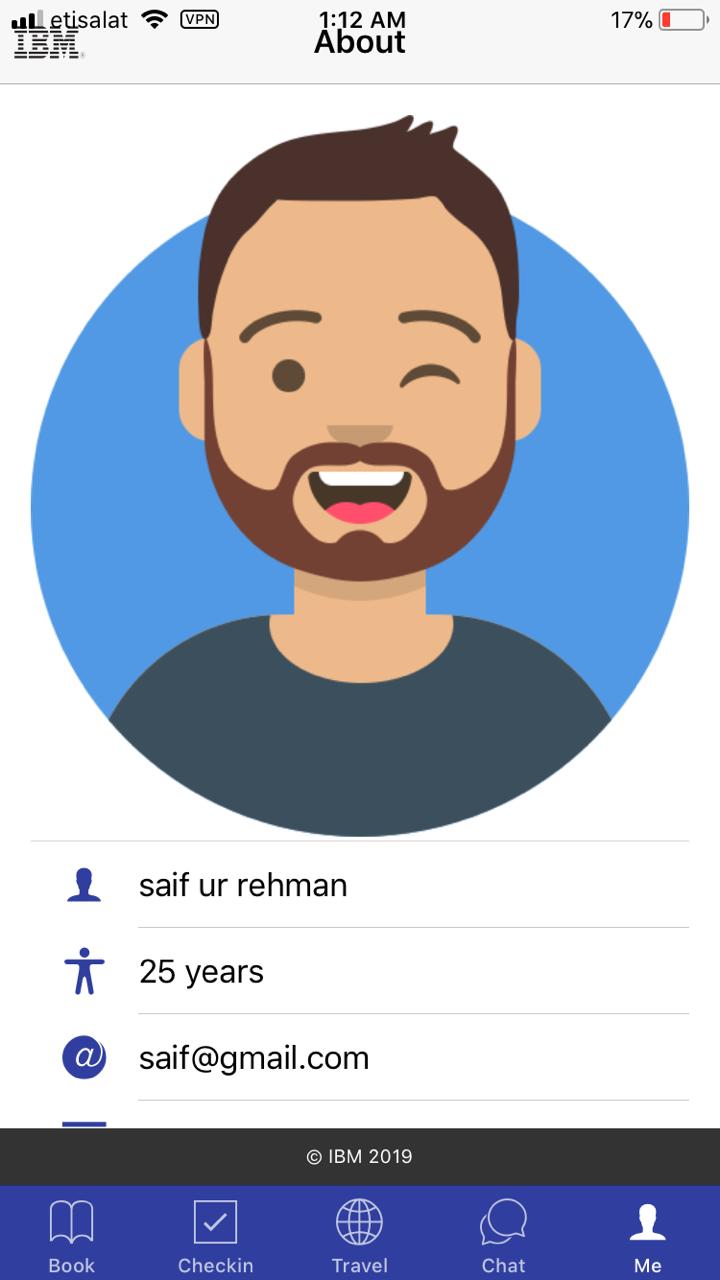 etisalat VPN 1:12 AM 17%
IBM® About
saif ur rehman
25 years
@ saif@gmail.com
© IBM 2019
Book Checkin Travel Chat Me